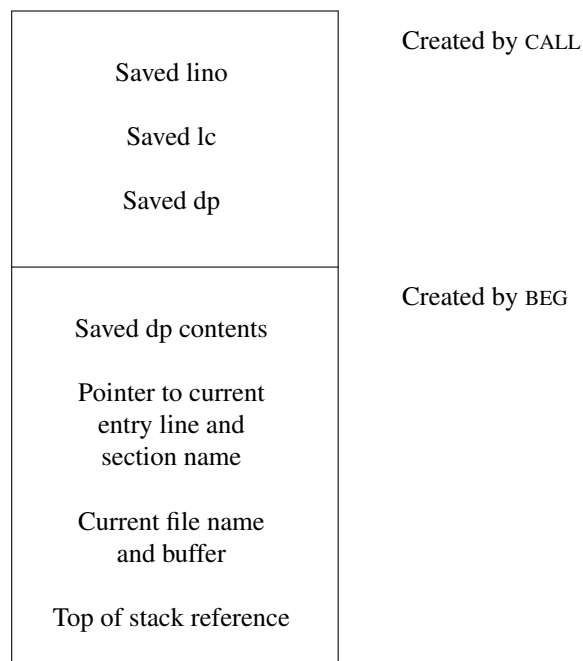 Created by CALL
Saved lino
Saved lc
Saved dp
Created by BEG
Saved dp contents
Pointer to current
entry line and
section name
Current file name
and buffer
Top of stack reference